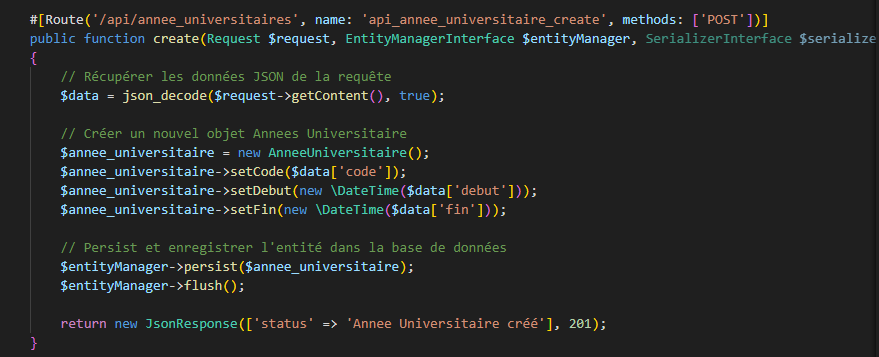 #[Route('/api/annee_universitaires', name: 'api_annee_universitaire_create', methods: ['POST'])]
public function create(Request $request, EntityManagerInterface $entityManager, SerializerInterface $serialize
{
// Récupérer les données JSON de la requête
$data = json_decode($request->getContent(), true);
// Créer un nouvel objet Annees Universitaire
$annee_universitaire = new AnneeUniversitaire();
$annee_universitaire->setCode($data['code']);
$annee_universitaire->setDebut(new \DateTime($data['debut']));
$annee_universitaire->setFin(new \DateTime($data['fin']));
// Persist et enregistrer l'entité dans la base de données
$entityManager->persist($annee_universitaire);
$entityManager->flush();
return new JsonResponse(['status' => 'Annee Universitaire créé'], 201);
}